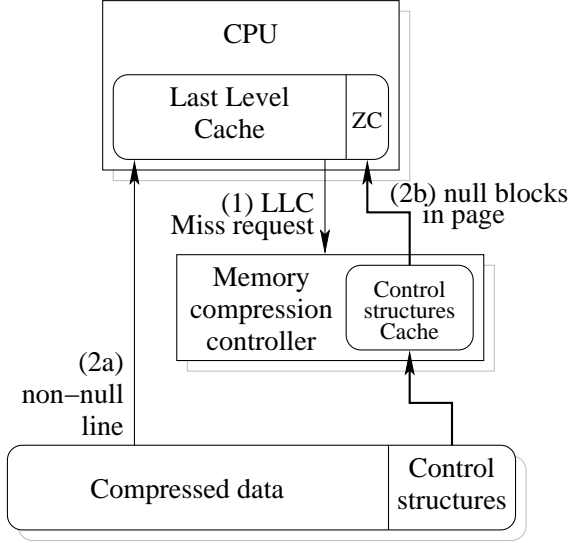 CPU
Last Level
Cache
ZC
(1) LLC
Miss request
(2b) null blocks
in page
Memory
compression
controller
Control
structures
Cache
(2a)
non−null
line
Compressed data
Control
structures